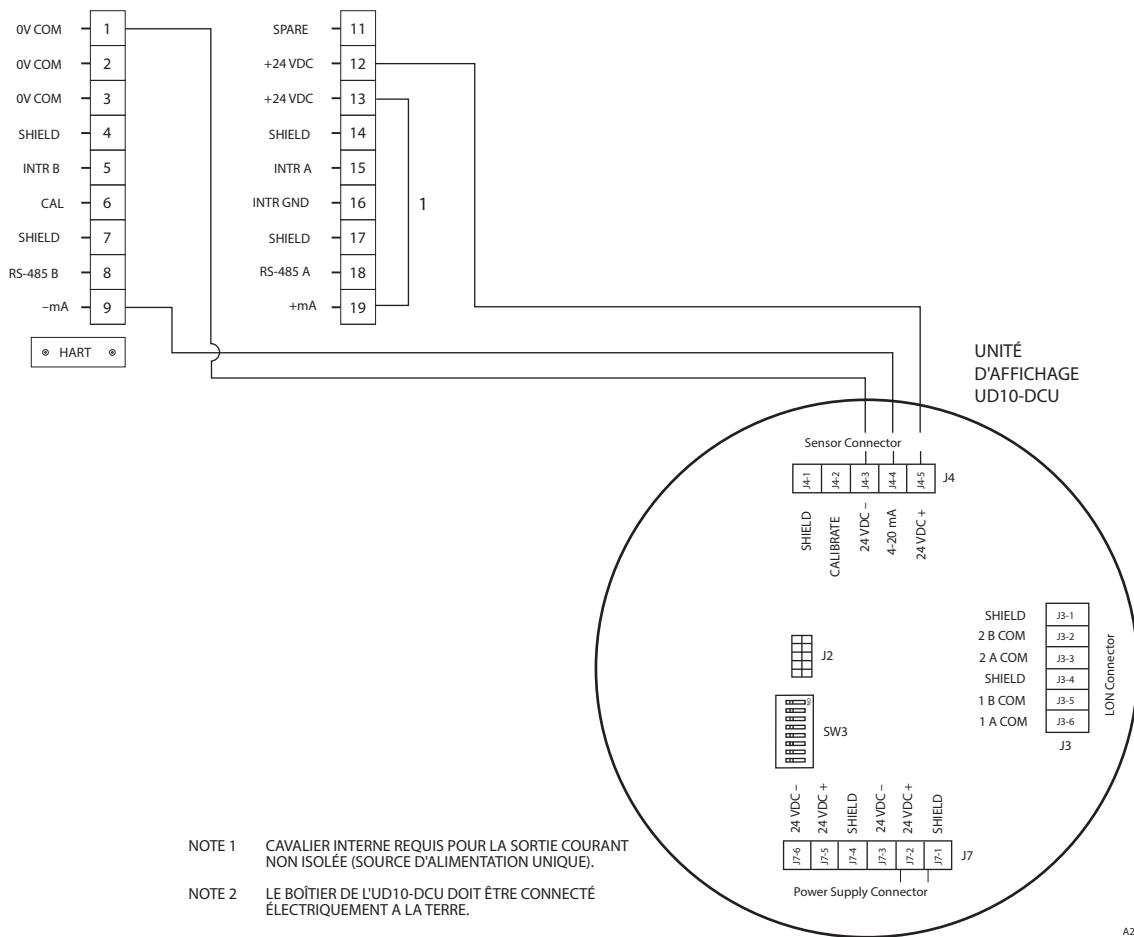 0V COM 1
0V COM 2
0V COM 3
SHIELD 4
INTR B 5
CAL 6
SHIELD 7
RS-485 B 8
–mA 9
HART
SPARE 11
+24 VDC 12
+24 VDC 13
SHIELD 14
INTR A 15
INTR GND 16
SHIELD 17
RS-485 A 18
+mA 19
1
UNITÉ
D'AFFICHAGE
UD10-DCU
Sensor Connector
J4-1 J4-2 J4-3 J4-4 J4-5 J4
SHIELD
CALIBRATE
24 VDC –
4-20 mA
24 VDC +
SHIELD J3-1
2 B COM J3-2
2 A COM J3-3
SHIELD J3-4
1 B COM J3-5
1 A COM J3-6
J3
LON Connector
J2
NO
SW3
24 VDC –
24 VDC +
SHIELD
24 VDC –
24 VDC +
SHIELD
J7-6 J7-5 J7-4 J7-3 J7-2 J7-1 J7
Power Supply Connector
NOTE 1 CAVALIER INTERNE REQUIS POUR LA SORTIE COURANT
NON ISOLÉE (SOURCE D'ALIMENTATION UNIQUE).
NOTE 2 LE BOÎTIER DE L'UD10-DCU DOIT ÊTRE CONNECTÉ
ÉLECTRIQUEMENT A LA TERRE.